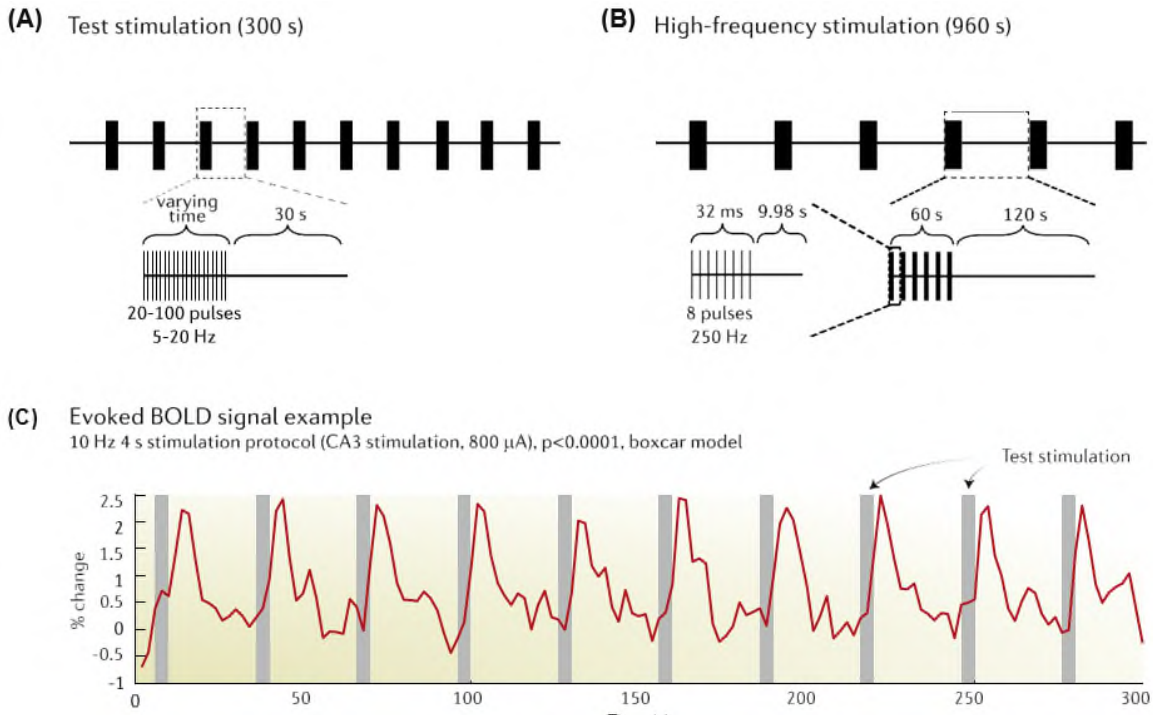 (A) Test stimulation (300 s)
varying
time
30 s
20-100 pulses
5-20 Hz
(B) High-frequency stimulation (960 s)
32 ms 9.98 s
60 s 120 s
8 pulses
250 Hz
(C) Evoked BOLD signal example
10 Hz 4 s stimulation protocol (CA3 stimulation, 800 µA), p<0.0001, boxcar model
Test stimulation
% change
2.5
2
1.5
1
0.5
0
-0.5
-1
0 50 100 150 200 250 300